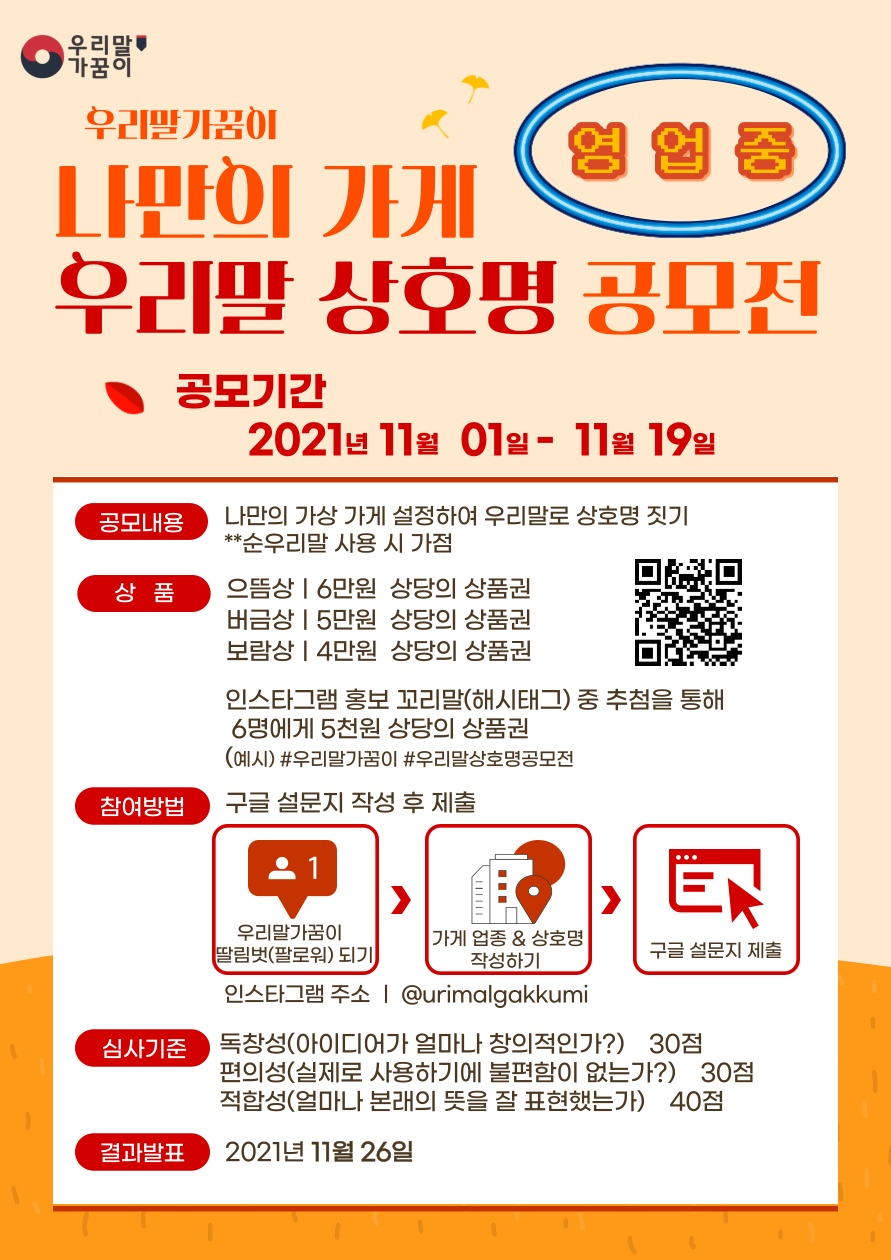 우리말
가꿈이
우리말가꿈이
영업중
나만의 가게
우리말 상호명 공모전
공모기간
2021년 11월 01일 - 11월 19일
공모내용 나만의 가상 가게 설정하여 우리말로 상호명 짓기
**순우리말 사용 시 가점
상 품 으뜸상 | 6만원 상당의 상품권
버금상 | 5만원 상당의 상품권
보람상 | 4만원 상당의 상품권
인스타그램 홍보 꼬리말(해시태그) 중 추첨을 통해
6명에게 5천원 상당의 상품권
(예시) #우리말가꿈이 #우리말상호명공모전
참여방법 구글 설문지 작성 후 제출
1
우리말가꿈이
딸림벗(팔로워) 되기
가게 업종 & 상호명
작성하기
구글 설문지 제출
인스타그램 주소 | @urimalgakkumi
심사기준 독창성(아이디어가 얼마나 창의적인가?) 30점
편의성(실제로 사용하기에 불편함이 없는가?) 30점
적합성(얼마나 본래의 뜻을 잘 표현했는가) 40점
결과발표 2021년 11월 26일